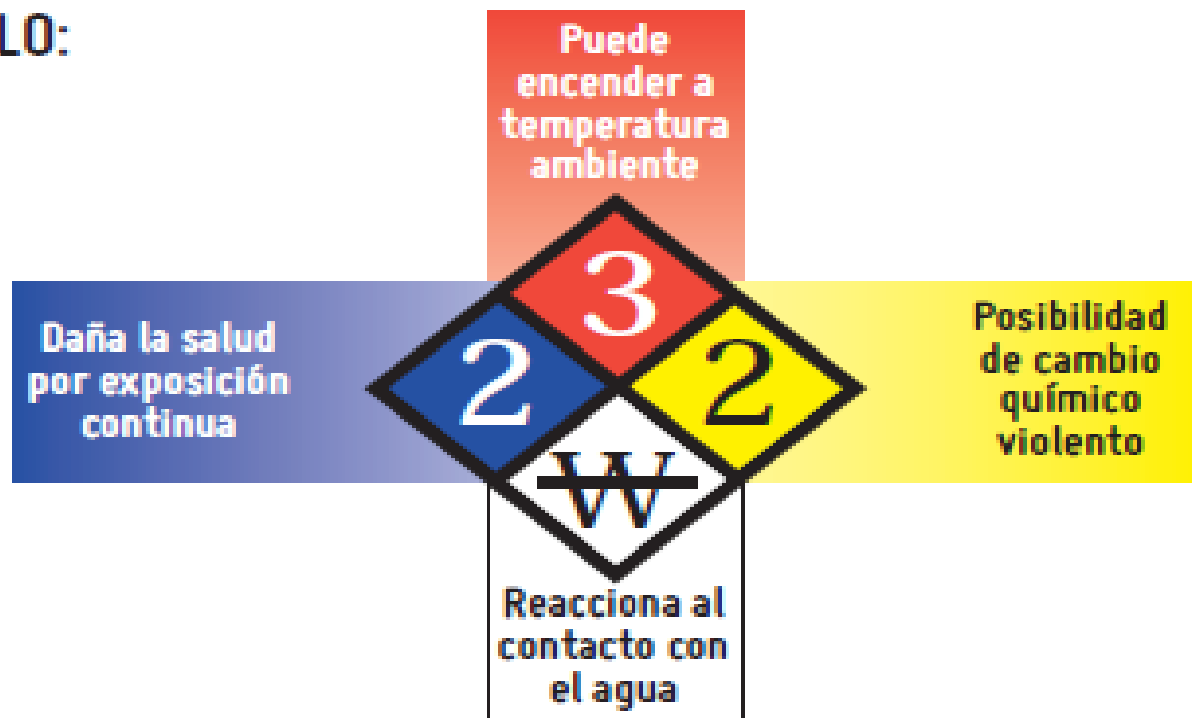 LO:
Puede
encender a
temperatura
ambiente
3
Daña la salud
por exposición
continua
2
2
Posibilidad
de cambio
químico
violento
W
Reacciona al
contacto con
el agua